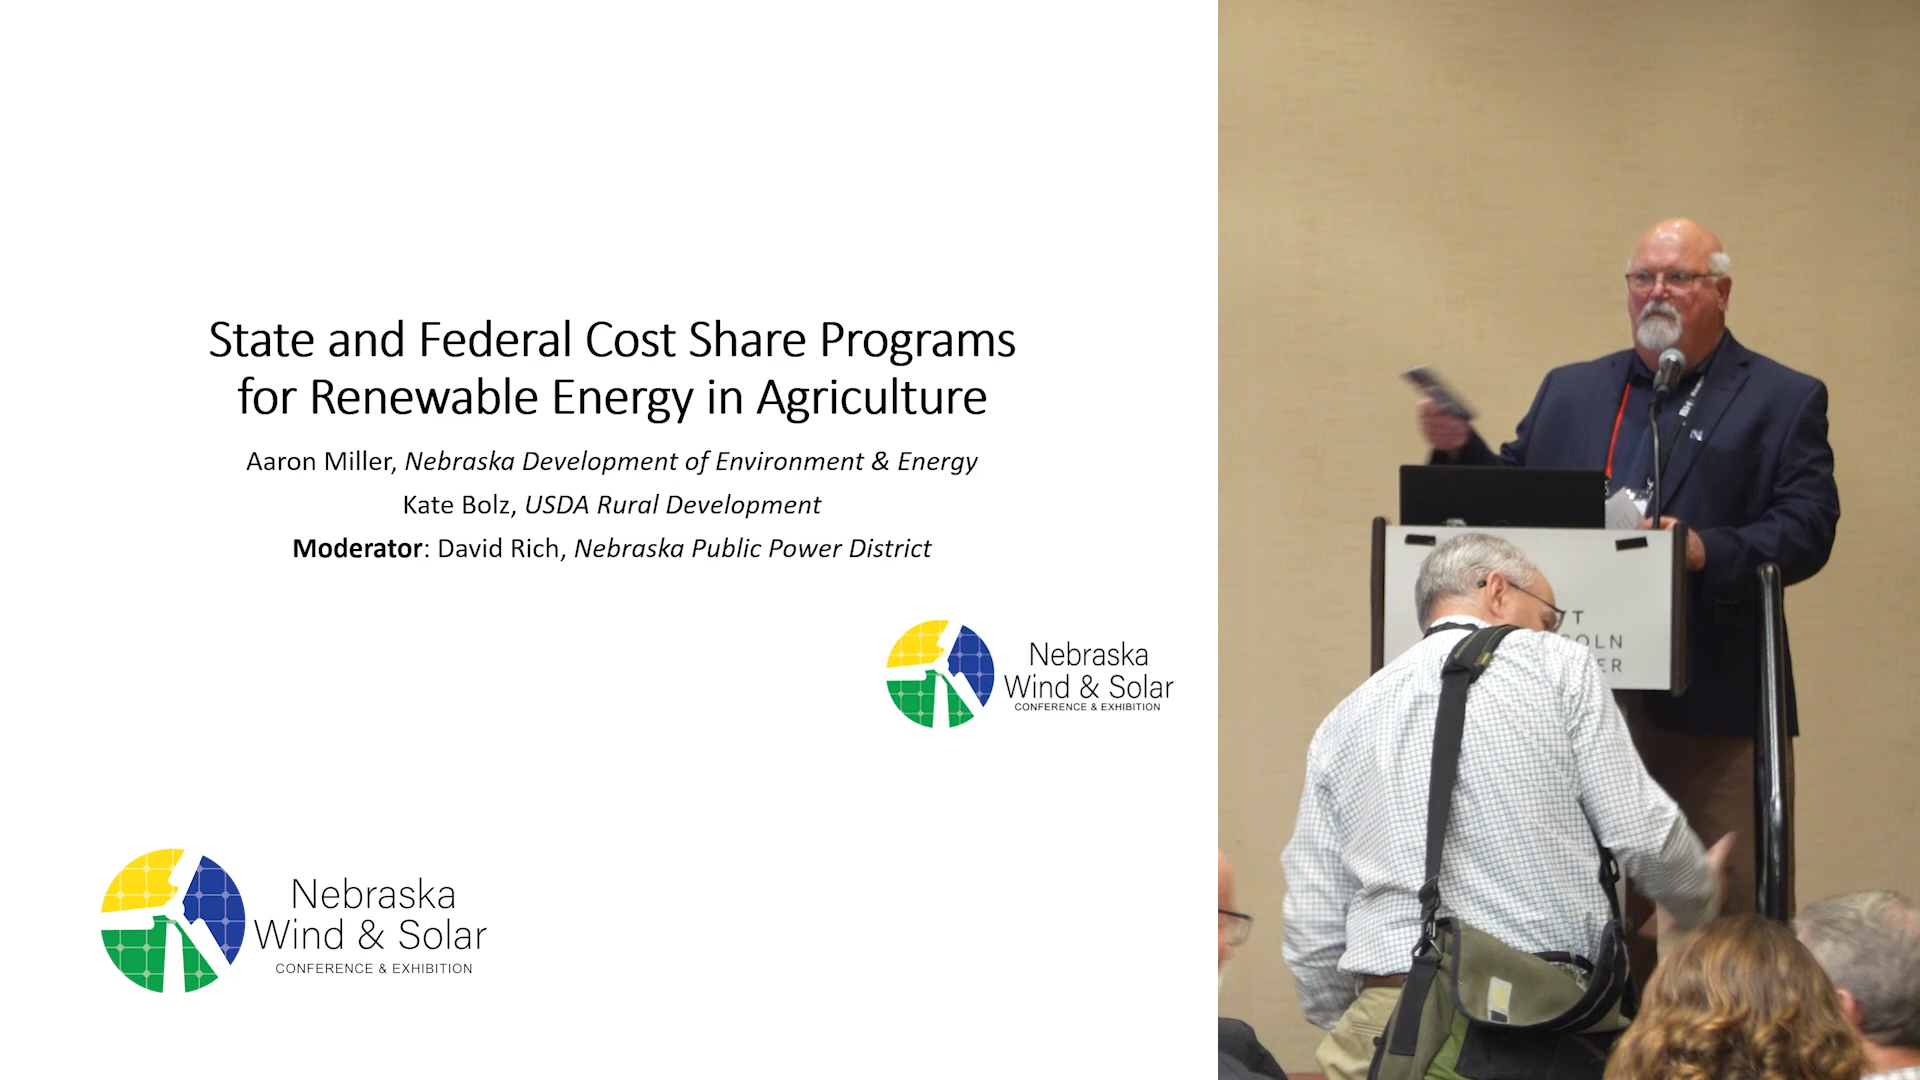 State and Federal Cost Share Programs
for Renewable Energy in Agriculture
Aaron Miller, Nebraska Development of Environment & Energy
Kate Bolz, USDA Rural Development
Moderator: David Rich, Nebraska Public Power District
Nebraska
Wind & Solar
CONFERENCE & EXHIBITION
Nebraska
Wind & Solar
CONFERENCE & EXHIBITION